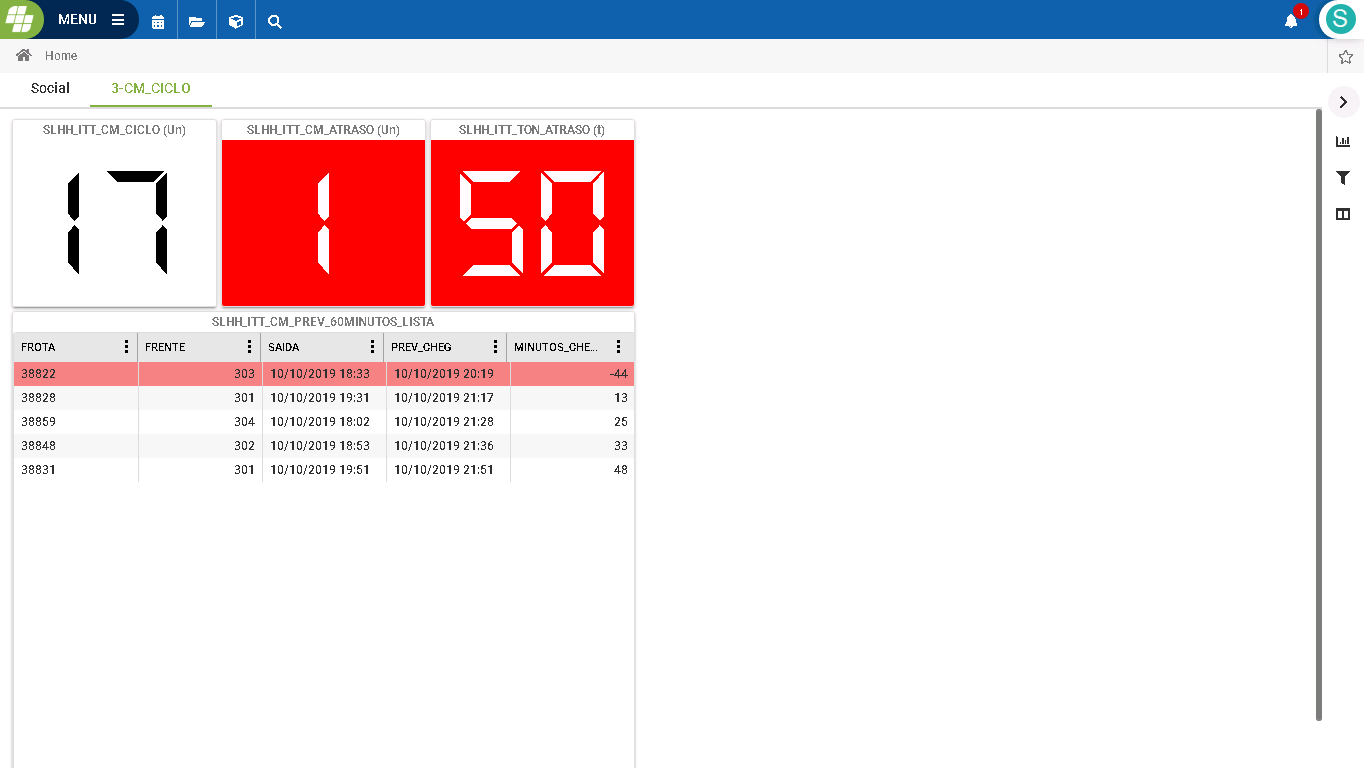 MENU
1
S
Home
Social 3-CM_CICLO
SLHH_ITT_CM_CICLO (Un) SLHH_ITT_CM_ATRASO (Un) SLHH_ITT_TON_ATRASO (t)
17 1 50
SLHH_ITT_CM_PREV_60MINUTOS_LISTA
FROTA FRENTE SAIDA PREV_CHEG MINUTOS_CHE...
38822 303 10/10/2019 18:33 10/10/2019 20:19 -44
38828 301 10/10/2019 19:31 10/10/2019 21:17 13
38859 304 10/10/2019 18:02 10/10/2019 21:28 25
38848 302 10/10/2019 18:53 10/10/2019 21:36 33
38831 301 10/10/2019 19:51 10/10/2019 21:51 48